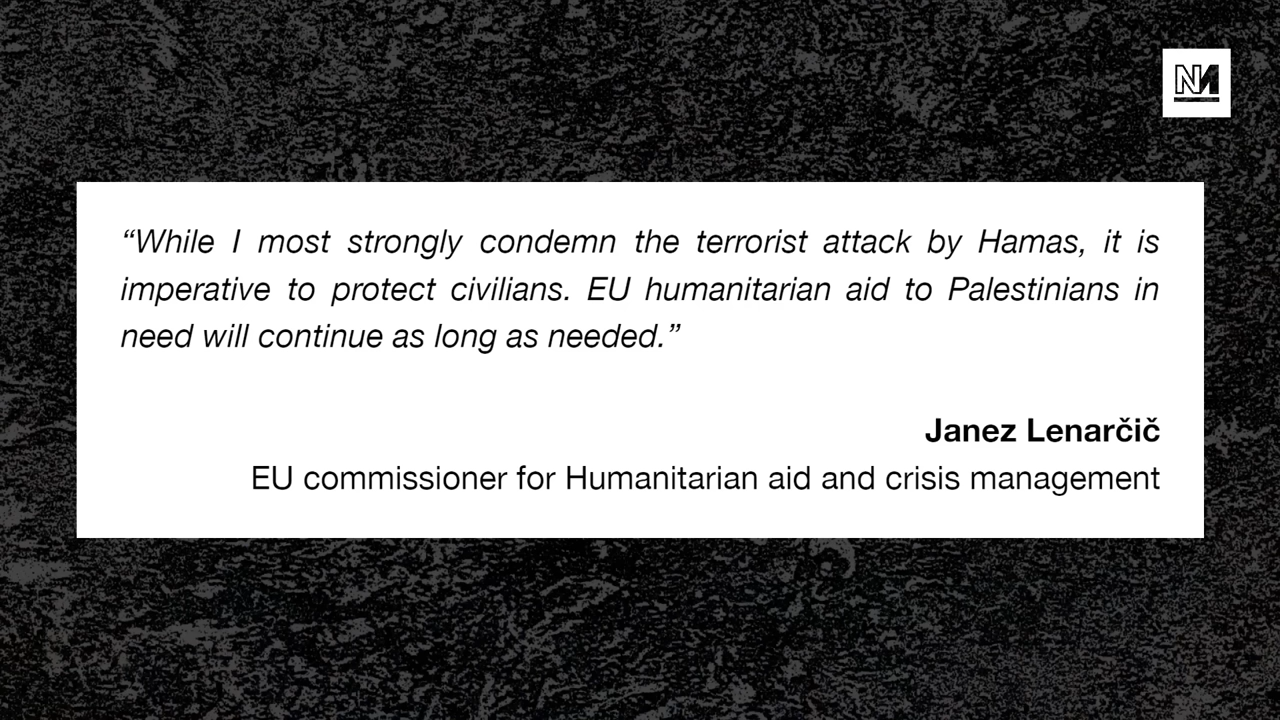 NM
“While I most strongly condemn the terrorist attack by Hamas, it is
imperative to protect civilians. EU humanitarian aid to Palestinians in
need will continue as long as needed.”
Janez Lenarčič
EU commissioner for Humanitarian aid and crisis management